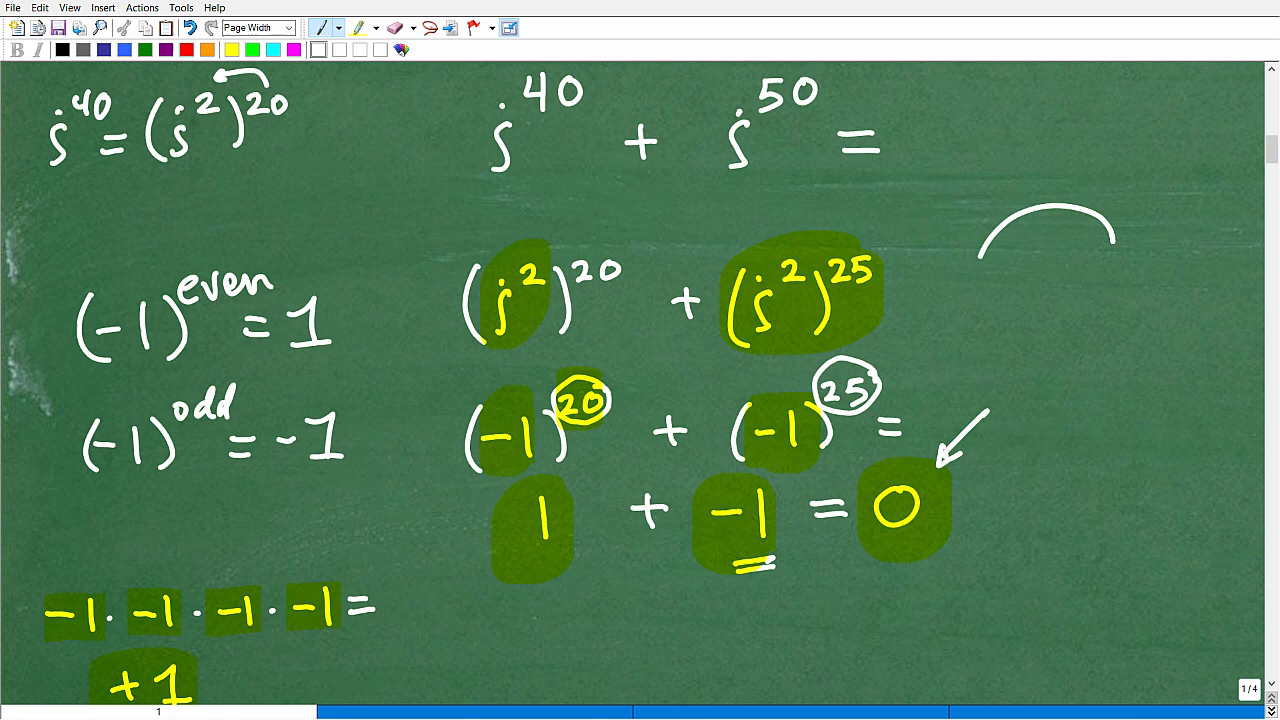 File Edit View Insert Actions Tools Help
Page Width
B I
i^40 = (i^2)^20
i^40 + i^50 =
(-1)^even = 1
(i^2)^20 + (i^2)^25
(-1)^odd = -1
(-1)^20 + (-1)^25 =
1 + -1 = 0
-1 · -1 · -1 · -1 =
+1
1/4
1